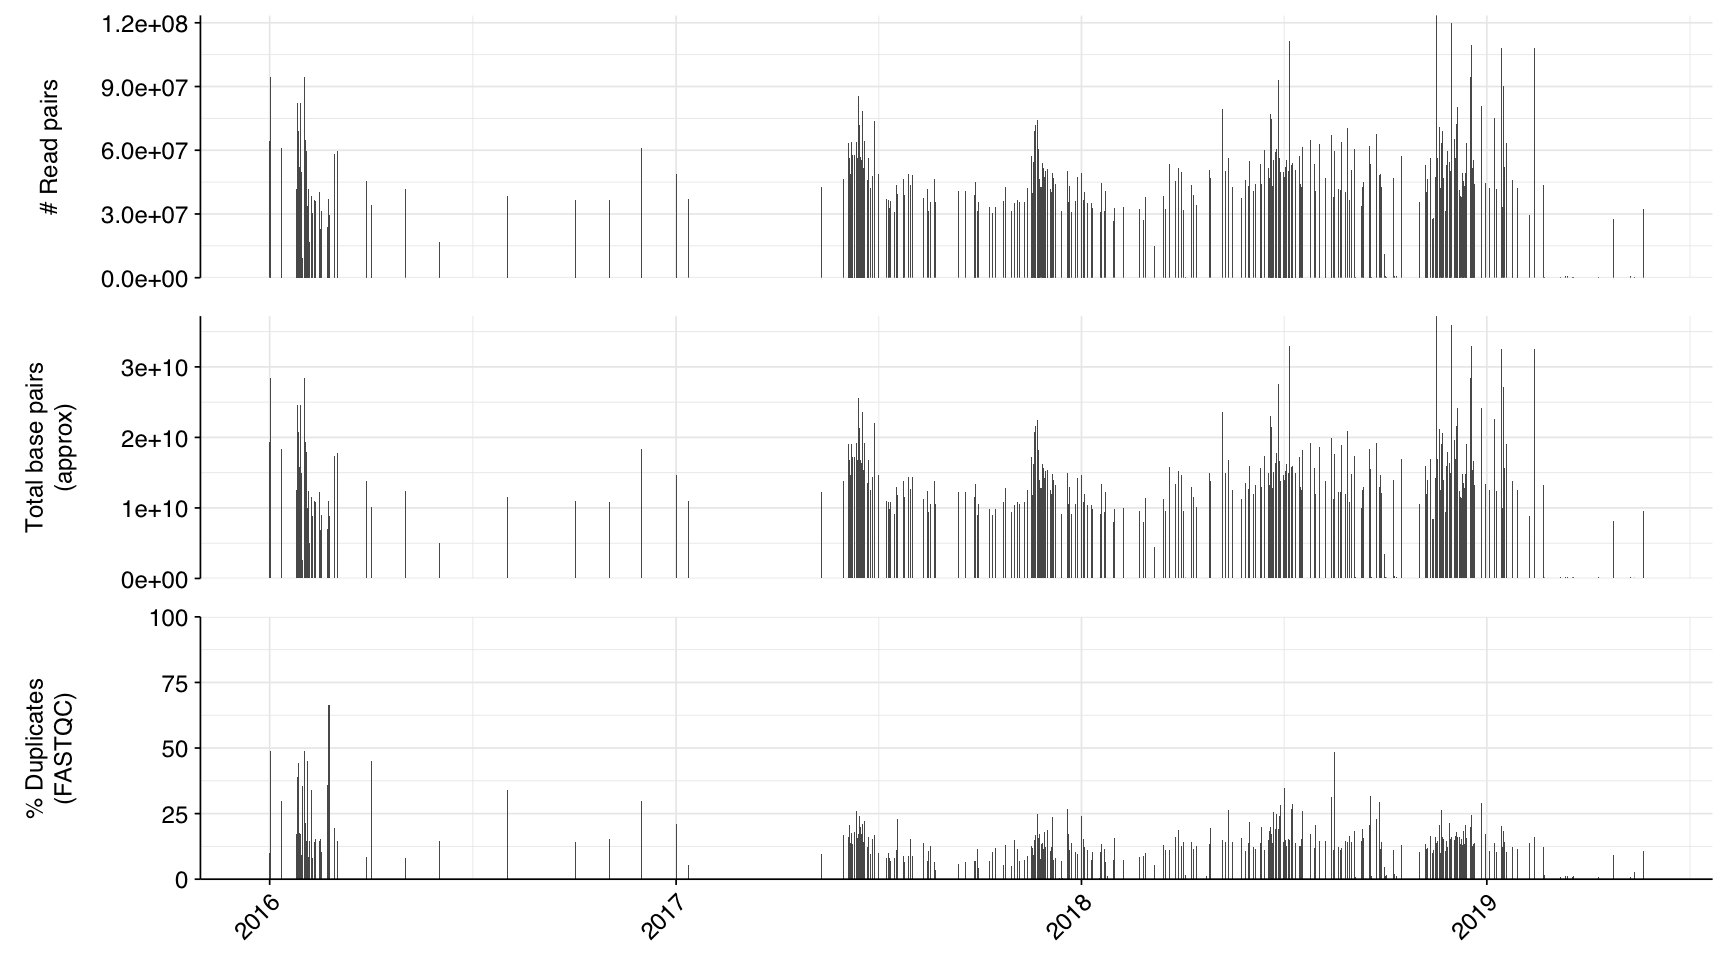 # Read pairs
1.2e+08
9.0e+07
6.0e+07
3.0e+07
0.0e+00
Total base pairs
(approx)
3e+10
2e+10
1e+10
0e+00
% Duplicates
(FASTQC)
100
75
50
25
0
2016
2017
2018
2019